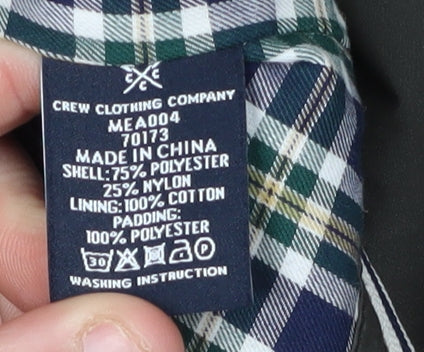 C C C
CREW CLOTHING COMPANY
MEA004
70173
MADE IN CHINA
SHELL:75% POLYESTER
25% NYLON
LINING:100% COTTON
PADDING:
100% POLYESTER
30 P
WASHING INSTRUCTION